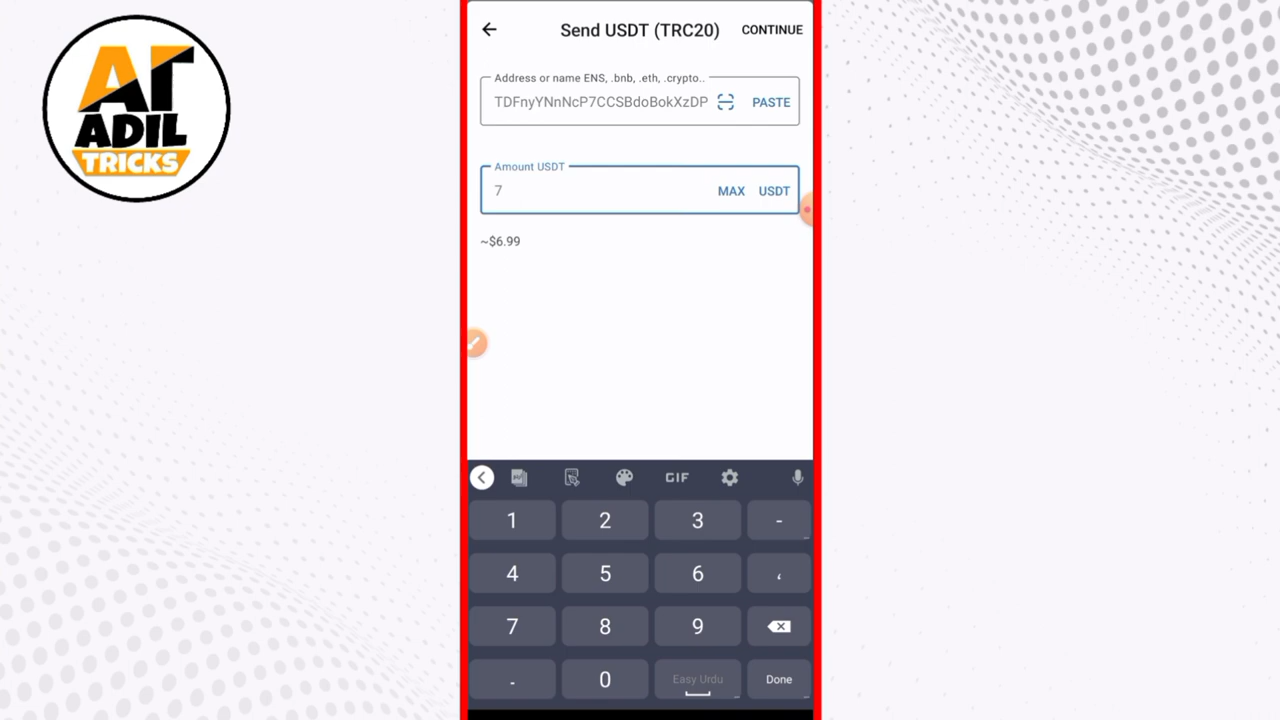 AT
ADIL
TRICKS
Send USDT (TRC20)
CONTINUE
Address or name ENS, .bnb, .eth, .crypto..
TDFnyYNnNcP7CCSBdoBokXzDP
PASTE
Amount USDT
7
MAX USDT
~$6.99
GIF
1 2 3 -
4 5 6 ،
7 8 9
. 0 Easy Urdu Done